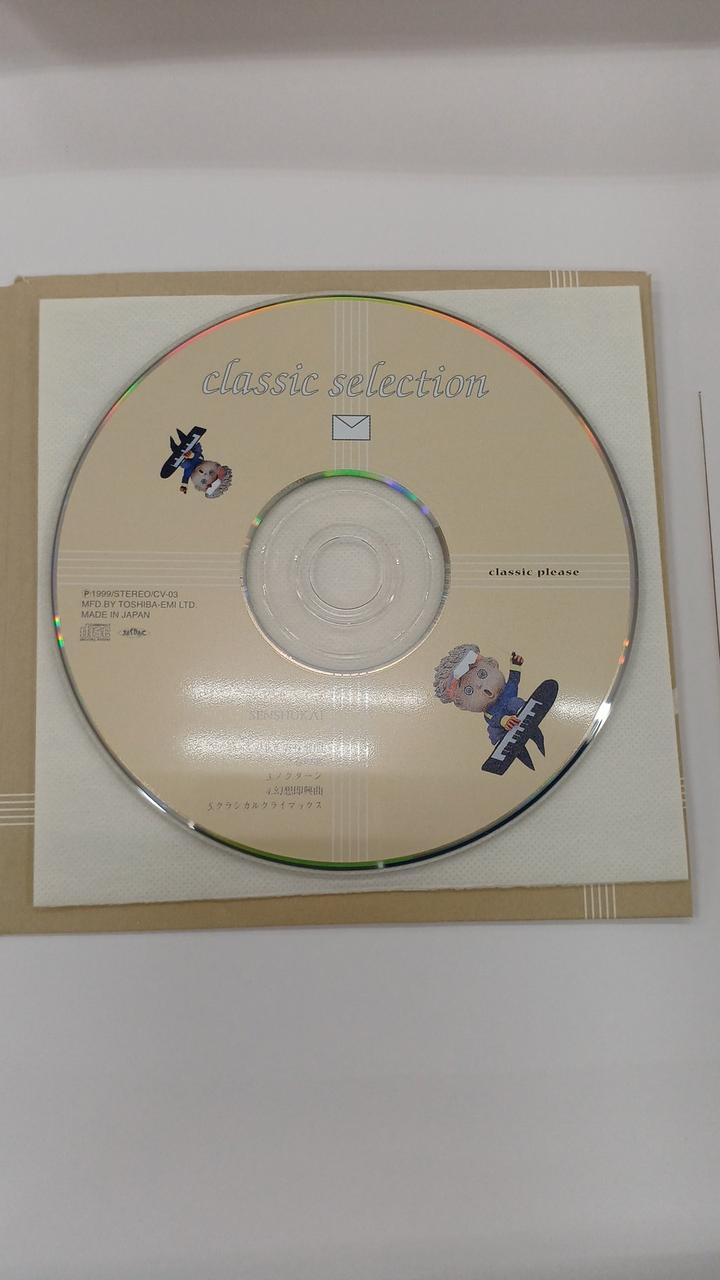 classic selection
classic please
Ⓟ1999/STEREO/CV-03
MFD.BY TOSHIBA-EMI LTD.
MADE IN JAPAN
SENSHUKAI
3.ノクターン
4.幻想即興曲
5.クラシカルクライマックス